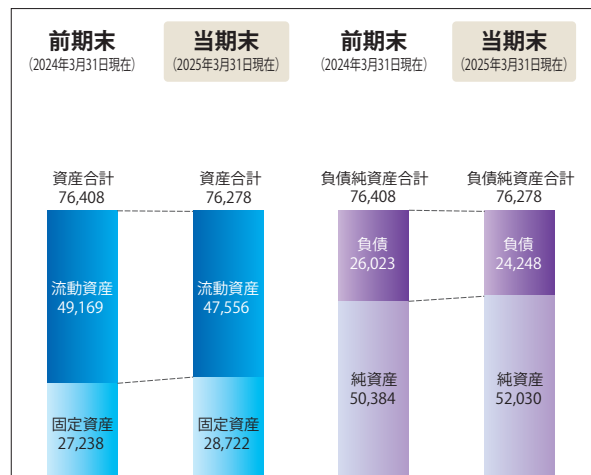 前期末
(2024年3月31日現在)
当期末
(2025年3月31日現在)
前期末
(2024年3月31日現在)
当期末
(2025年3月31日現在)
資産合計
76,408
資産合計
76,278
負債純資産合計
76,408
負債純資産合計
76,278
流動資産
49,169
流動資産
47,556
負債
26,023
負債
24,248
固定資産
27,238
固定資産
28,722
純資産
50,384
純資産
52,030